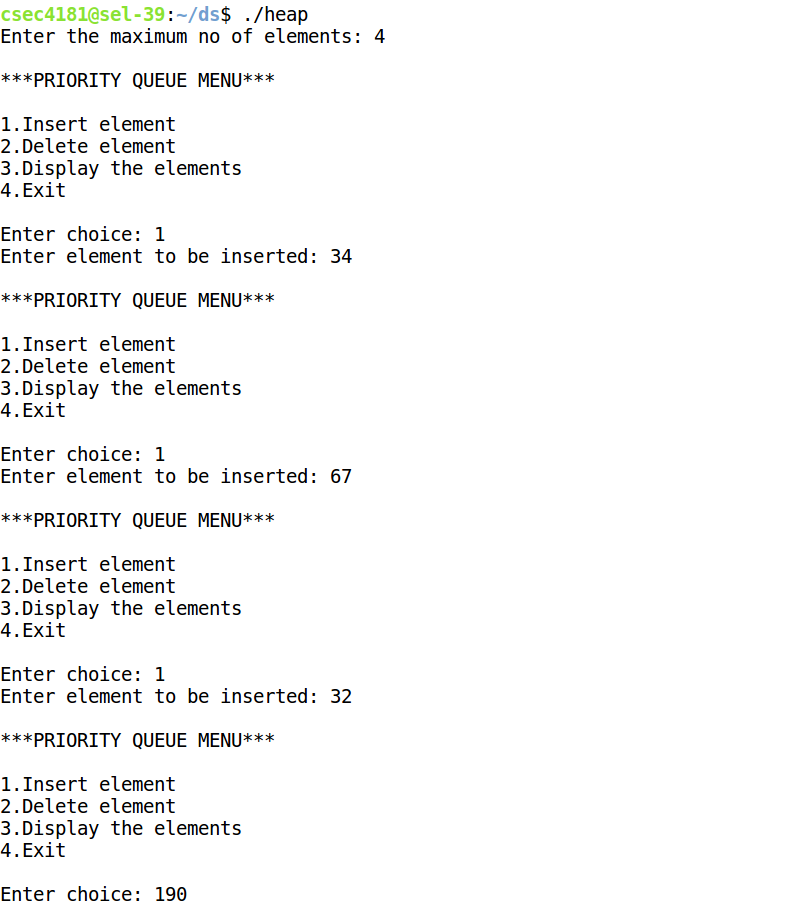 csec4181@sel-39:~/ds$ ./heap
Enter the maximum no of elements: 4
***PRIORITY QUEUE MENU***
1.Insert element
2.Delete element
3.Display the elements
4.Exit
Enter choice: 1
Enter element to be inserted: 34
***PRIORITY QUEUE MENU***
1.Insert element
2.Delete element
3.Display the elements
4.Exit
Enter choice: 1
Enter element to be inserted: 67
***PRIORITY QUEUE MENU***
1.Insert element
2.Delete element
3.Display the elements
4.Exit
Enter choice: 1
Enter element to be inserted: 32
***PRIORITY QUEUE MENU***
1.Insert element
2.Delete element
3.Display the elements
4.Exit
Enter choice: 190